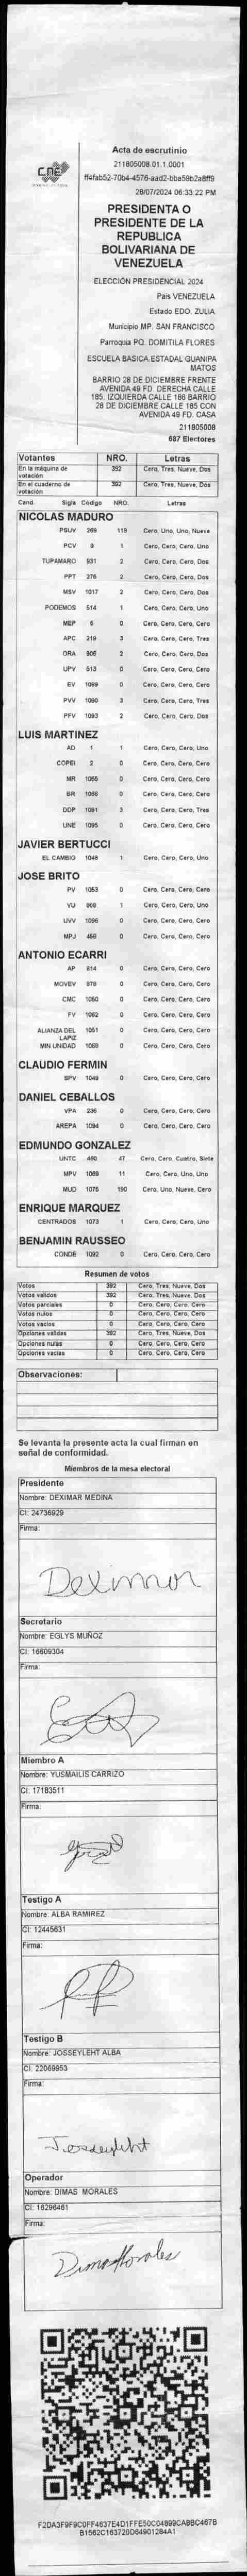 CNE
Acta de escrutinio
211805008.01.1.0001
ff4fab52-70b4-4576-aad2-bba59b2a8ff9
28/07/2024 06:33:22 PM
PRESIDENTA O
PRESIDENTE DE LA
REPUBLICA
BOLIVARIANA DE
VENEZUELA
ELECCIÓN PRESIDENCIAL 2024
Pais VENEZUELA
Estado EDO. ZULIA
Municipio MP. SAN FRANCISCO
Parroquia PQ. DOMITILA FLORES
ESCUELA BASICA ESTADUAL GUANIPA
MATOS
BARRIO 28 DE DICIEMBRE FRENTE
AVENIDA 49 FD. DERECHA CALLE
185. IZQUIERDA CALLE 186 BARRIO
28 DE DICIEMBRE CALLE 185 CON
AVENIDA 49 FD. CASA
211805008
687 Electores
Votantes NRO. Letras
En la máquina de votación 392 Cero, Tres, Nueve, Dos
En el cuaderno de votación 392 Cero, Tres, Nueve, Dos
Cand. Sigla Código NRO. Letras
NICOLAS MADURO
PSUV 269 119 Cero, Uno, Uno, Nueve
PCV 9 1 Cero, Cero, Cero, Uno
TUPAMARO 931 2 Cero, Cero, Cero, Dos
PPT 276 2 Cero, Cero, Cero, Dos
MSV 1017 2 Cero, Cero, Cero, Dos
PODEMOS 514 1 Cero, Cero, Cero, Uno
MEP 6 0 Cero, Cero, Cero, Cero
APC 219 3 Cero, Cero, Cero, Tres
ORA 906 2 Cero, Cero, Cero, Dos
UPV 513 0 Cero, Cero, Cero, Cero
EV 1089 0 Cero, Cero, Cero, Cero
PVV 1090 3 Cero, Cero, Cero, Tres
PFV 1093 2 Cero, Cero, Cero, Dos
LUIS MARTINEZ
AD 1 1 Cero, Cero, Cero, Uno
COPEI 2 0 Cero, Cero, Cero, Cero
MR 1065 0 Cero, Cero, Cero, Cero
BR 1066 0 Cero, Cero, Cero, Cero
DDP 1091 3 Cero, Cero, Cero, Tres
UNE 1095 0 Cero, Cero, Cero, Cero
JAVIER BERTUCCI
EL CAMBIO 1048 1 Cero, Cero, Cero, Uno
JOSE BRITO
PV 1053 0 Cero, Cero, Cero, Cero
VU 868 1 Cero, Cero, Cero, Uno
UVV 1096 0 Cero, Cero, Cero, Cero
MPJ 458 0 Cero, Cero, Cero, Cero
ANTONIO ECARRI
AP 814 0 Cero, Cero, Cero, Cero
MOVEV 878 0 Cero, Cero, Cero, Cero
CMC 1050 0 Cero, Cero, Cero, Cero
FV 1062 0 Cero, Cero, Cero, Cero
ALIANZA DEL LAPIZ 1051 0 Cero, Cero, Cero, Cero
MIN UNIDAD 1088 0 Cero, Cero, Cero, Cero
CLAUDIO FERMIN
SPV 1049 0 Cero, Cero, Cero, Cero
DANIEL CEBALLOS
VPA 236 0 Cero, Cero, Cero, Cero
AREPA 1094 0 Cero, Cero, Cero, Cero
EDMUNDO GONZALEZ
UNTC 460 47 Cero, Cero, Cuatro, Siete
MPV 1069 11 Cero, Cero, Uno, Uno
MUD 1075 190 Cero, Uno, Nueve, Cero
ENRIQUE MARQUEZ
CENTRADOS 1073 1 Cero, Cero, Cero, Uno
BENJAMIN RAUSSEO
CONDE 1092 0 Cero, Cero, Cero, Cero
Resumen de votos
Votos 392 Cero, Tres, Nueve, Dos
Votos validos 392 Cero, Tres, Nueve, Dos
Votos parciales 0 Cero, Cero, Cero, Cero
Votos nulos 0 Cero, Cero, Cero, Cero
Votos vacios 0 Cero, Cero, Cero, Cero
Opciones validas 392 Cero, Tres, Nueve, Dos
Opciones nulas 0 Cero, Cero, Cero, Cero
Opciones vacias 0 Cero, Cero, Cero, Cero
Observaciones:
Se levanta la presente acta la cual firman en
señal de conformidad.
Miembros de la mesa electoral
Presidente
Nombre: DEXIMAR MEDINA
CI: 24736929
Firma:
Deximar
Secretario
Nombre: EGLYS MUÑOZ
CI: 16609304
Firma:
Miembro A
Nombre: YUSMAILIS CARRIZO
CI: 17183511
Firma:
Testigo A
Nombre: ALBA RAMIREZ
CI: 12445631
Firma:
Testigo B
Nombre: JOSSEYLEHT ALBA
CI: 22069953
Firma:
Josseyleht
Operador
Nombre: DIMAS MORALES
CI: 16296461
Firma:
Dimas Morales
F2DA3F9F9C0FF4637E4D1FFE50C04899CA8BC467B
B1562C163720D64901284A1